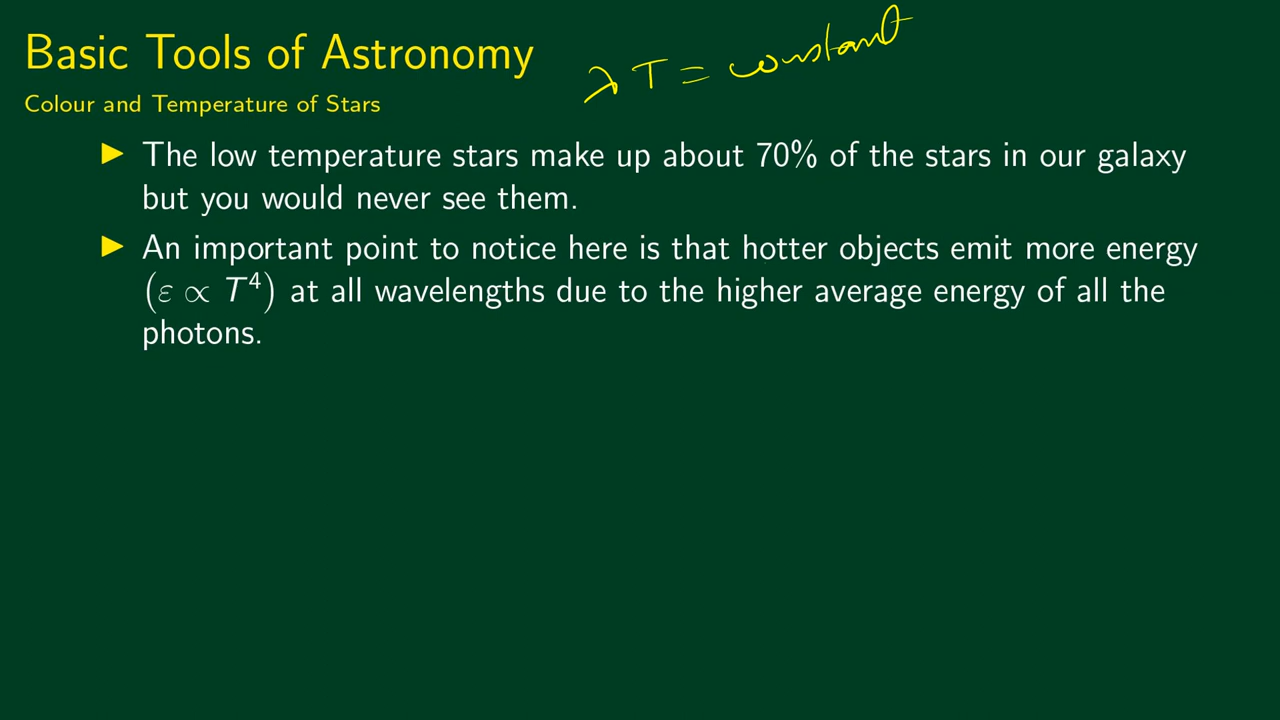 Basic Tools of Astronomy
λ T = constant
Colour and Temperature of Stars
▶ The low temperature stars make up about 70% of the stars in our galaxy
but you would never see them.
▶ An important point to notice here is that hotter objects emit more energy
(ε ∝ T⁴) at all wavelengths due to the higher average energy of all the
photons.